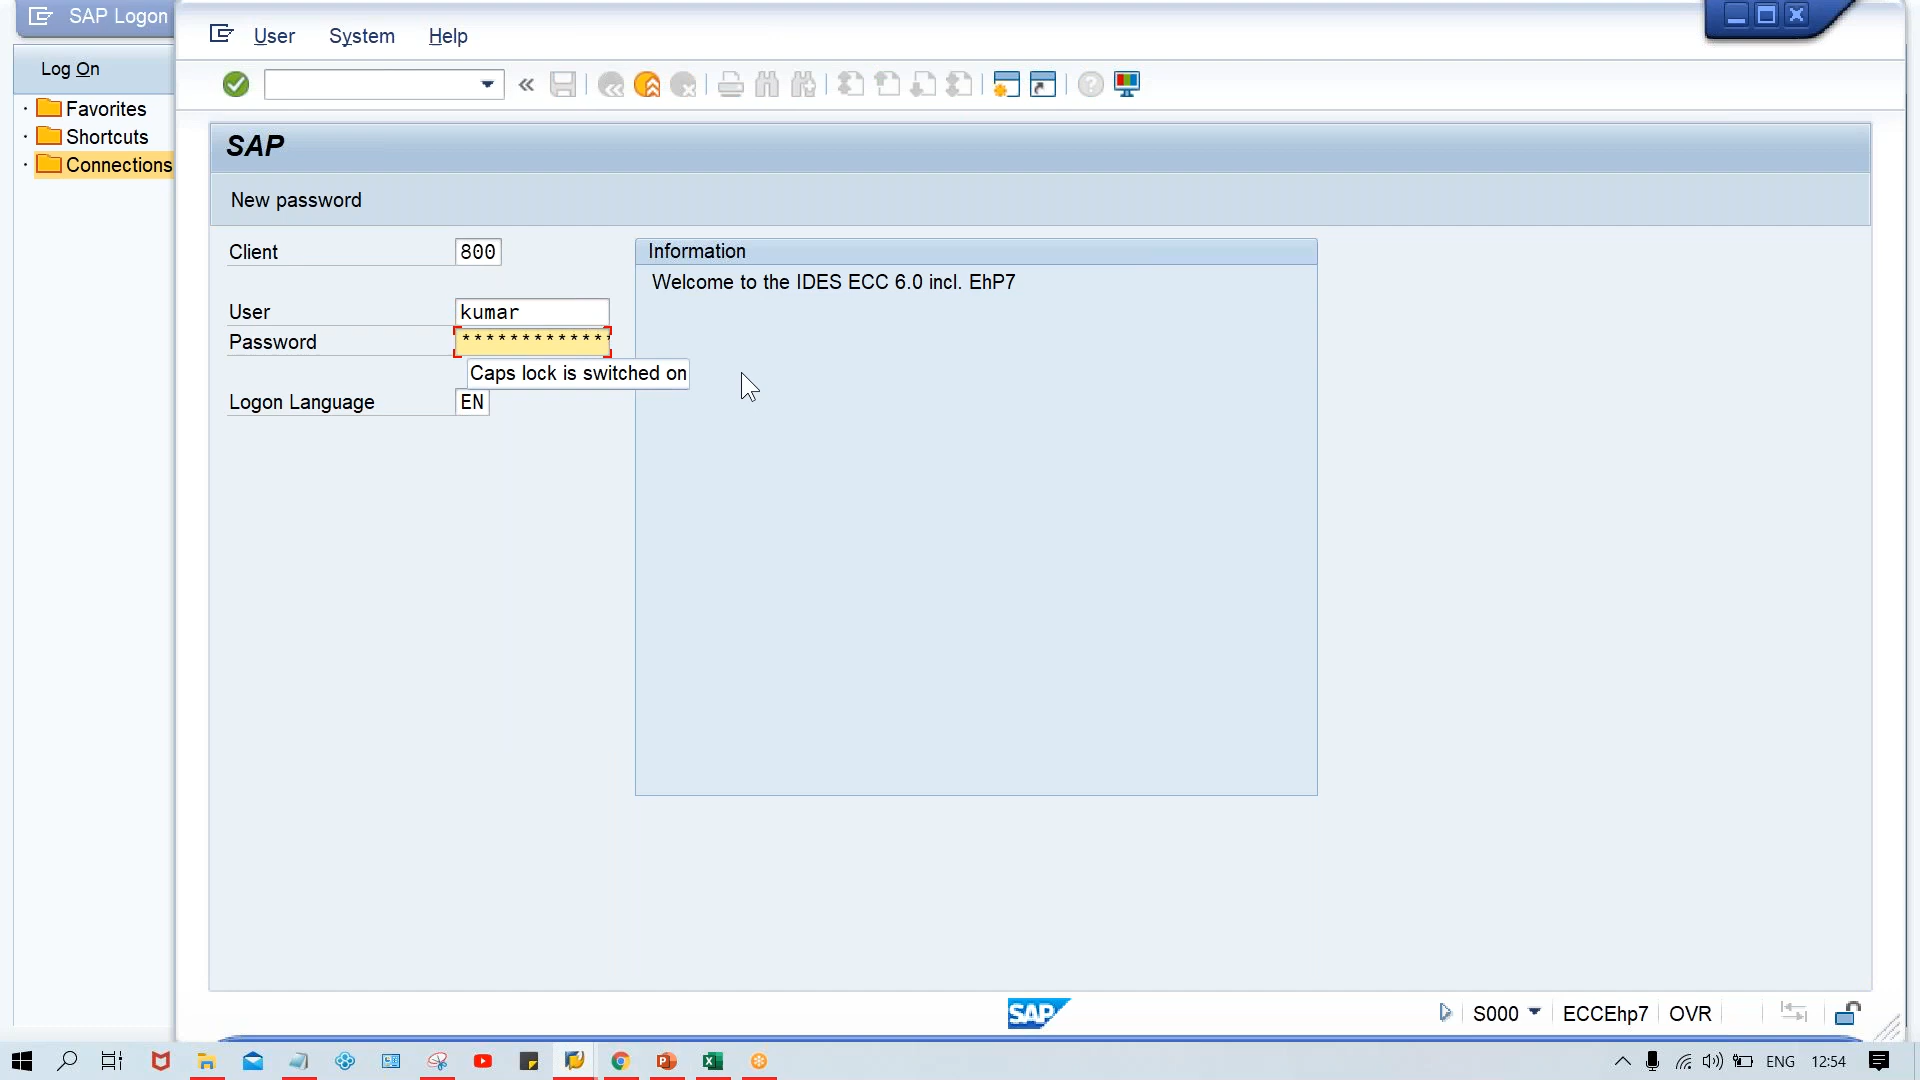 SAP Logon
User System Help
Log On
Favorites
Shortcuts
Connections
SAP
New password
Client 800
User kumar
Password *************
Caps lock is switched on
Logon Language EN
Information
Welcome to the IDES ECC 6.0 incl. EhP7
SAP
S000 ECCEhp7 OVR
ENG 12:54